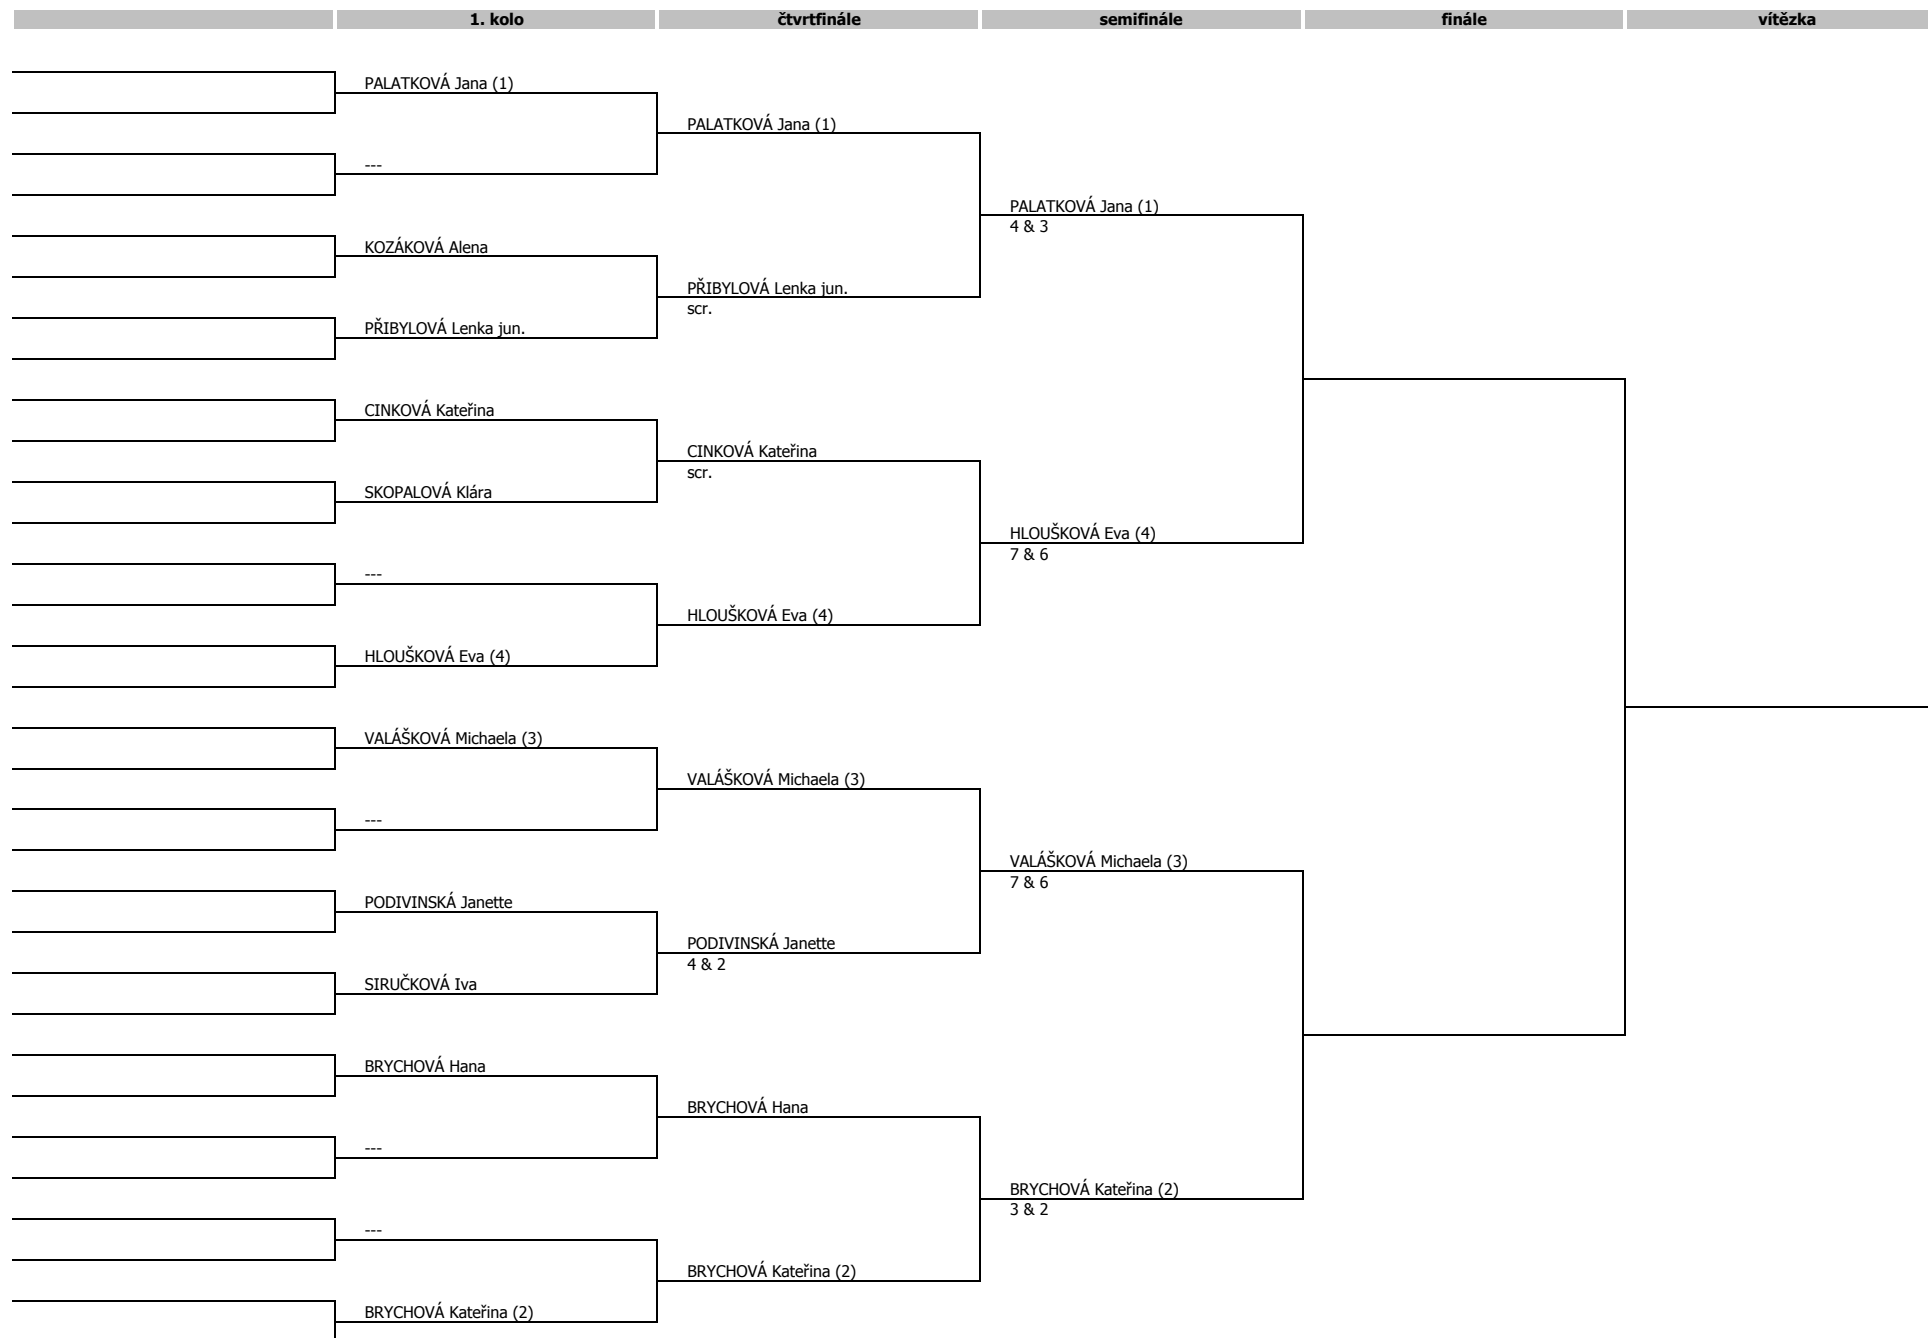 1. kolo čtvrtfinále semifinále finále vítězka
PALATKOVÁ Jana (1)
PALATKOVÁ Jana (1)
---
PALATKOVÁ Jana (1)
4 & 3
KOZÁKOVÁ Alena
PŘIBYLOVÁ Lenka jun.
scr.
PŘIBYLOVÁ Lenka jun.
CINKOVÁ Kateřina
CINKOVÁ Kateřina
scr.
SKOPALOVÁ Klára
HLOUŠKOVÁ Eva (4)
7 & 6
---
HLOUŠKOVÁ Eva (4)
HLOUŠKOVÁ Eva (4)
VALÁŠKOVÁ Michaela (3)
VALÁŠKOVÁ Michaela (3)
---
VALÁŠKOVÁ Michaela (3)
7 & 6
PODIVINSKÁ Janette
PODIVINSKÁ Janette
4 & 2
SIRUČKOVÁ Iva
BRYCHOVÁ Hana
BRYCHOVÁ Hana
---
BRYCHOVÁ Kateřina (2)
3 & 2
---
BRYCHOVÁ Kateřina (2)
BRYCHOVÁ Kateřina (2)